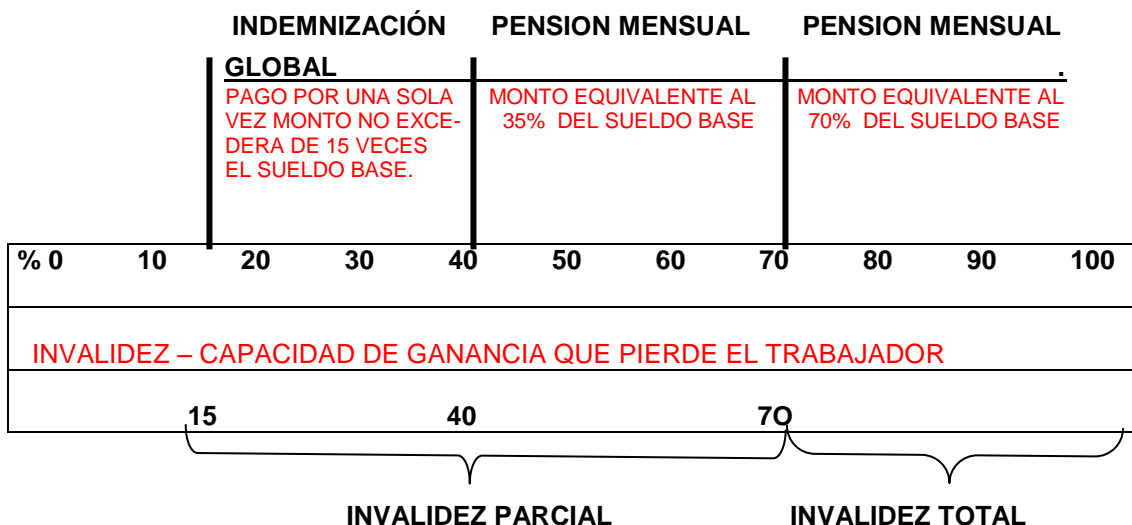 INDEMNIZACIÓN PENSION MENSUAL PENSION MENSUAL
GLOBAL .
PAGO POR UNA SOLA
VEZ MONTO NO EXCE-
DERA DE 15 VECES
EL SUELDO BASE.
MONTO EQUIVALENTE AL
35% DEL SUELDO BASE
MONTO EQUIVALENTE AL
70% DEL SUELDO BASE
% 0 10 20 30 40 50 60 70 80 90 100
INVALIDEZ – CAPACIDAD DE GANANCIA QUE PIERDE EL TRABAJADOR
15 40 7O
INVALIDEZ PARCIAL INVALIDEZ TOTAL